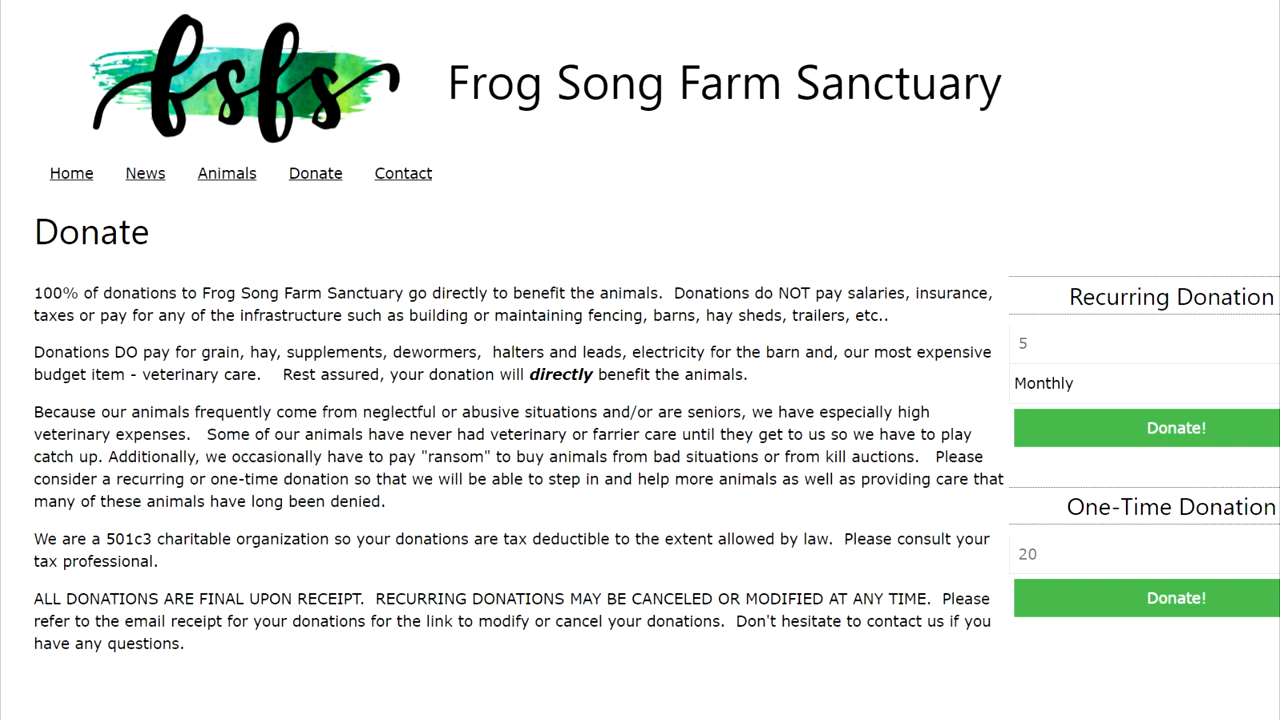 fsfs
Frog Song Farm Sanctuary
Home News Animals Donate Contact
Donate
100% of donations to Frog Song Farm Sanctuary go directly to benefit the animals.  Donations do NOT pay salaries, insurance,
taxes or pay for any of the infrastructure such as building or maintaining fencing, barns, hay sheds, trailers, etc..
Donations DO pay for grain, hay, supplements, dewormers,  halters and leads, electricity for the barn and, our most expensive
budget item - veterinary care.    Rest assured, your donation will directly benefit the animals.
Because our animals frequently come from neglectful or abusive situations and/or are seniors, we have especially high
veterinary expenses.   Some of our animals have never had veterinary or farrier care until they get to us so we have to play
catch up. Additionally, we occasionally have to pay "ransom" to buy animals from bad situations or from kill auctions.   Please
consider a recurring or one-time donation so that we will be able to step in and help more animals as well as providing care that
many of these animals have long been denied.
We are a 501c3 charitable organization so your donations are tax deductible to the extent allowed by law.  Please consult your
tax professional.
ALL DONATIONS ARE FINAL UPON RECEIPT.  RECURRING DONATIONS MAY BE CANCELED OR MODIFIED AT ANY TIME.  Please
refer to the email receipt for your donations for the link to modify or cancel your donations.  Don't hesitate to contact us if you
have any questions.
Recurring Donation
5
Monthly
Donate!
One-Time Donation
20
Donate!